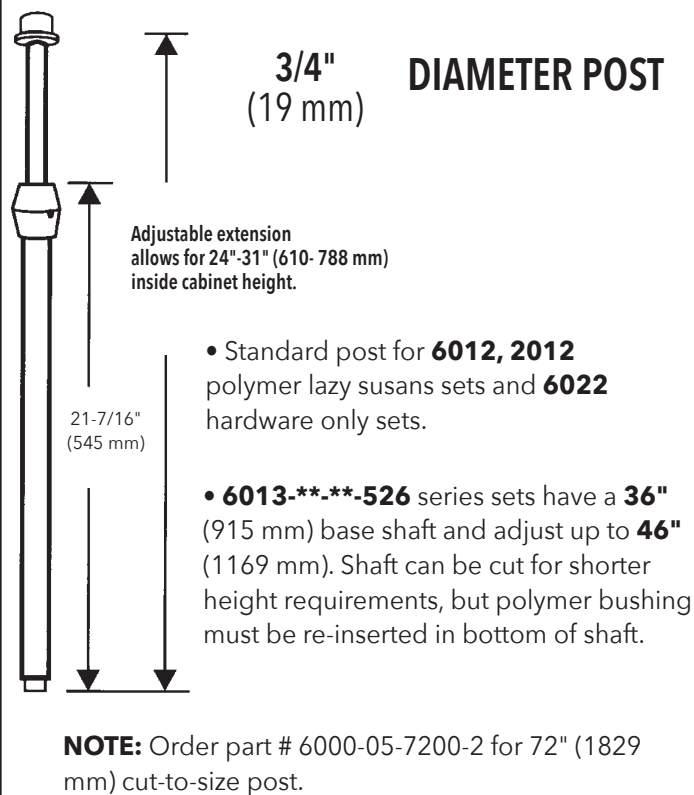 3/4"
(19 mm)
DIAMETER POST
Adjustable extension
allows for 24"-31" (610- 788 mm)
inside cabinet height.
• Standard post for 6012, 2012
polymer lazy susans sets and 6022
hardware only sets.
21-7/16"
(545 mm)
• 6013-**-**-526 series sets have a 36"
(915 mm) base shaft and adjust up to 46"
(1169 mm). Shaft can be cut for shorter
height requirements, but polymer bushing
must be re-inserted in bottom of shaft.
NOTE: Order part # 6000-05-7200-2 for 72" (1829
mm) cut-to-size post.